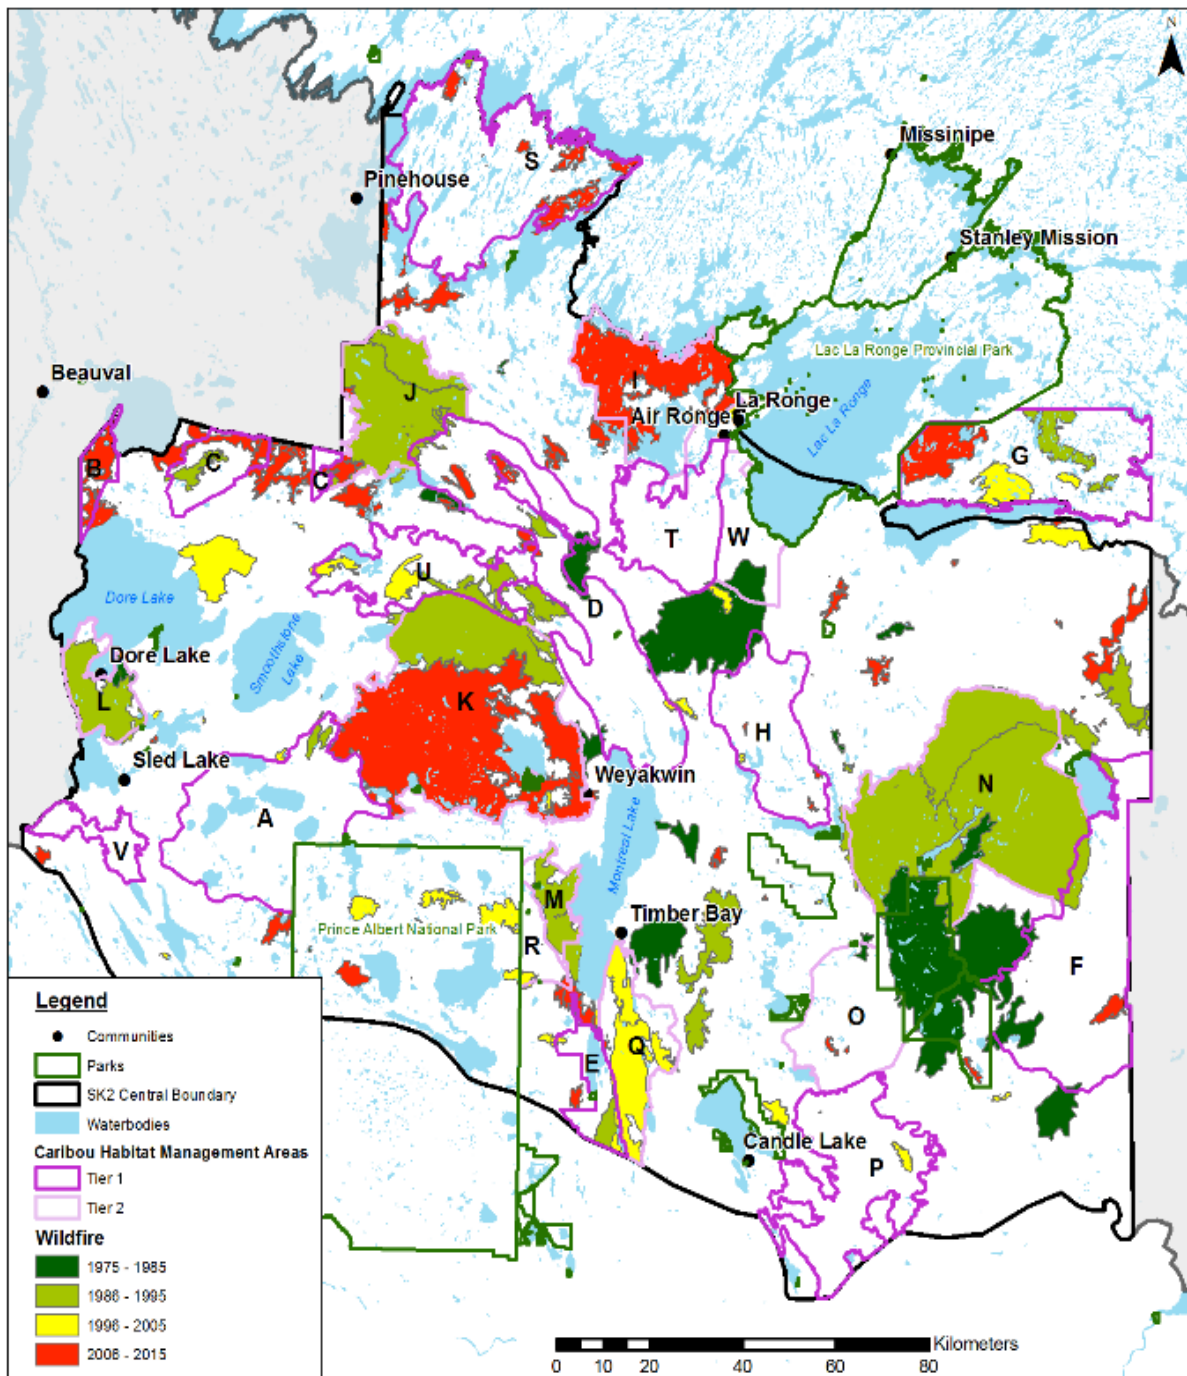 N
Missinipe
S
Pinehouse
Stanley Mission
Lac La Ronge Provincial Park
Beauval
J
I
La Ronge
Air Ronge
Lac La Ronge
B
C
C
G
T
W
U
D
Dore Lake
Smoothstone
Lake
Dore Lake
L
K
H
Sled Lake
Weyakwin
N
A
V
Montreal Lake
M
Timber Bay
Prince Albert National Park
R
F
O
Q
E
Candle Lake
P
Legend
Communities
Parks
SK2 Central Boundary
Waterbodies
Caribou Habitat Management Areas
Tier 1
Tier 2
Wildfire
1975 - 1985
1986 - 1995
1996 - 2005
2006 - 2015
Kilometers
0 10 20 40 60 80